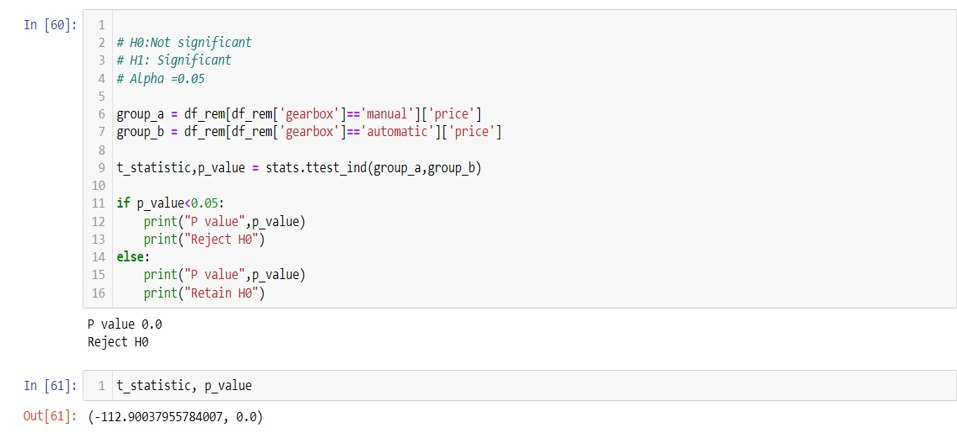 In [60]:
1
2 # H0:Not significant
3 # H1: Significant
4 # Alpha =0.05
5
6 group_a = df_rem[df_rem['gearbox']=='manual']['price']
7 group_b = df_rem[df_rem['gearbox']=='automatic']['price']
8
9 t_statistic,p_value = stats.ttest_ind(group_a,group_b)
10
11 if p_value<0.05:
12     print("P value",p_value)
13     print("Reject H0")
14 else:
15     print("P value",p_value)
16     print("Retain H0")
P value 0.0
Reject H0
In [61]: 1 t_statistic, p_value
Out[61]: (-112.90037955784007, 0.0)